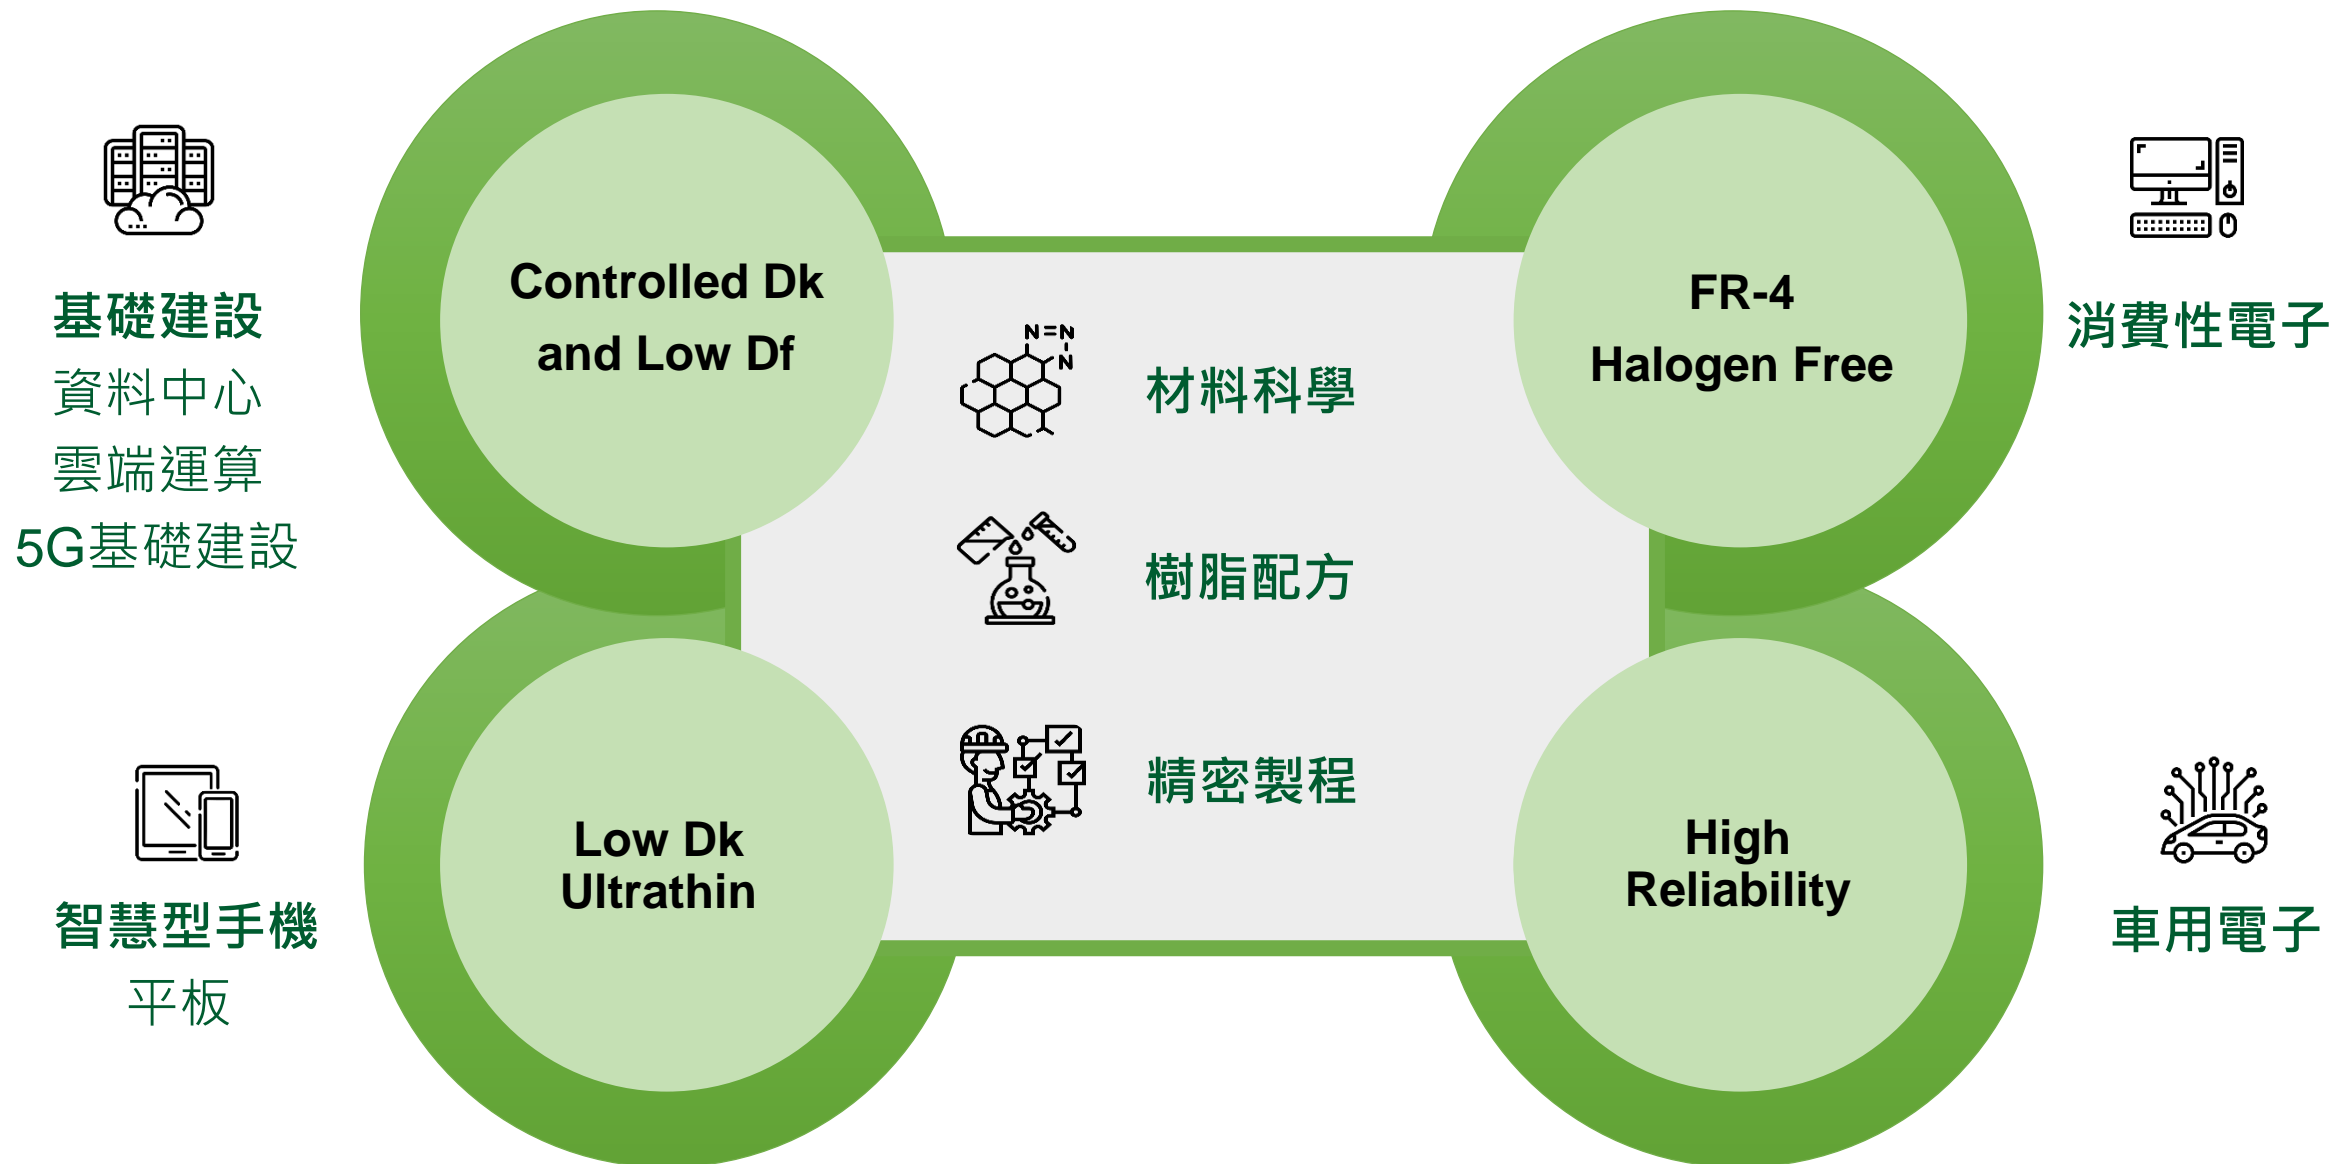 基礎建設
資料中心
雲端運算
5G基礎建設
Controlled Dk
and Low Df
N=N
N
材料科學
樹脂配方
精密製程
FR-4
Halogen Free
消費性電子
智慧型手機
平板
Low Dk
Ultrathin
High
Reliability
車用電子